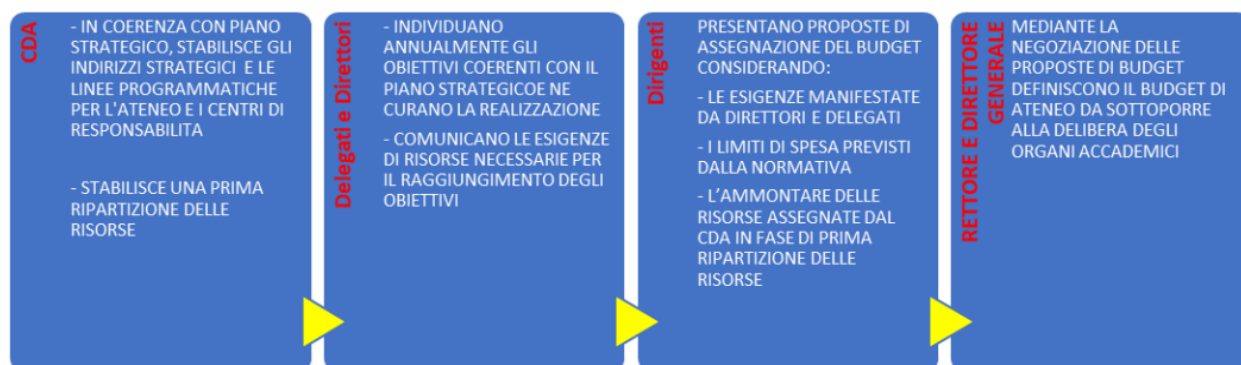 CDA
- IN COERENZA CON PIANO
STRATEGICO, STABILISCE GLI
INDIRIZZI STRATEGICI E LE
LINEE PROGRAMMATICHE
PER L'ATENEO E I CENTRI DI
RESPONSABILITA
- STABILISCE UNA PRIMA
RIPARTIZIONE DELLE
RISORSE
Delegati e Direttori
- INDIVIDUANO
ANNUALMENTE GLI
OBIETTIVI COERENTI CON IL
PIANO STRATEGICOE NE
CURANO LA REALIZZAZIONE
- COMUNICANO LE ESIGENZE
DI RISORSE NECESSARIE PER
IL RAGGIUNGIMENTO DEGLI
OBIETTIVI
Dirigenti
PRESENTANO PROPOSTE DI
ASSEGNAZIONE DEL BUDGET
CONSIDERANDO:
- LE ESIGENZE MANIFESTATE
DA DIRETTORI E DELEGATI
- I LIMITI DI SPESA PREVISTI
DALLA NORMATIVA
- L’AMMONTARE DELLE
RISORSE ASSEGNATE DAL
CDA IN FASE DI PRIMA
RIPARTIZIONE DELLE
RISORSE
RETTORE E DIRETTORE
GENERALE
MEDIANTE LA
NEGOZIAZIONE DELLE
PROPOSTE DI BUDGET
DEFINISCONO IL BUDGET DI
ATENEO DA SOTTOPORRE
ALLA DELIBERA DEGLI
ORGANI ACCADEMICI